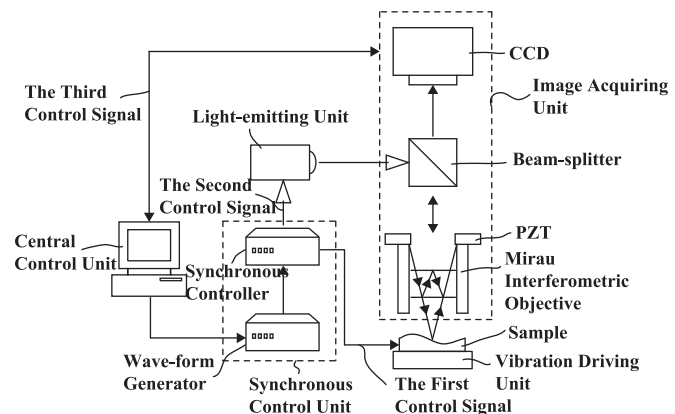 CCD
The Third
Control Signal
Image Acquiring
Unit
Light-emitting Unit
Beam-splitter
The Second
Control Signal
PZT
Central
Control Unit
Mirau
Interferometric
Objective
Synchronous
Controller
Sample
Wave-form
Generator
Vibration Driving
Unit
Synchronous
Control Unit
The First
Control Signal